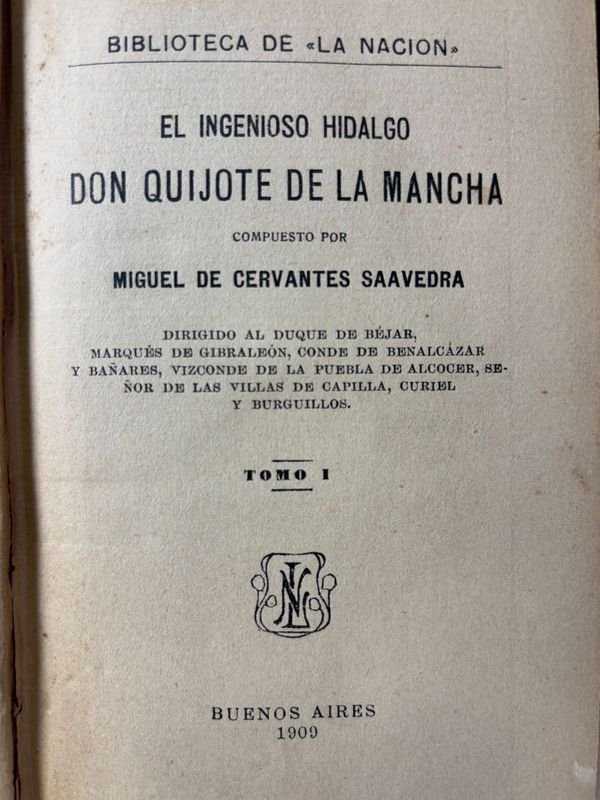 BIBLIOTECA DE «LA NACION»
EL INGENIOSO HIDALGO
DON QUIJOTE DE LA MANCHA
COMPUESTO POR
MIGUEL DE CERVANTES SAAVEDRA
DIRIGIDO AL DUQUE DE BÉJAR,
MARQUÉS DE GIBRALEÓN, CONDE DE BENALCÁZAR
Y BAÑARES, VIZCONDE DE LA PUEBLA DE ALCOCER, SE-
ÑOR DE LAS VILLAS DE CAPILLA, CURIEL
Y BURGUILLOS.
TOMO I
LN
BUENOS AIRES
1909